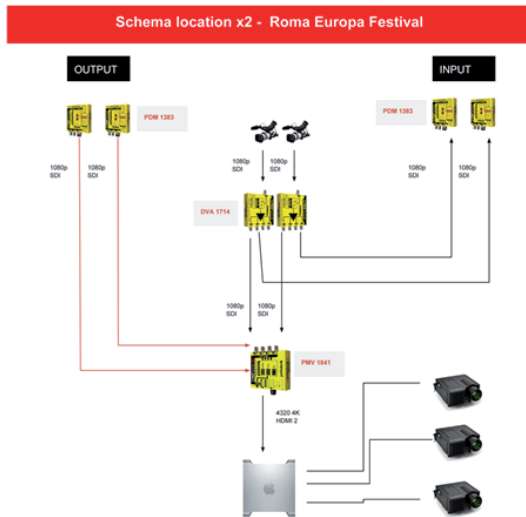 Schema location x2 - Roma Europa Festival
OUTPUT
INPUT
PDM 1383
PDM 1383
1080p
SDI
1080p
SDI
1080p
SDI
1080p
SDI
1080p
SDI
1080p
SDI
DVA 1714
1080p
SDI
1080p
SDI
PMV 1841
4320 4K
HDMI 2